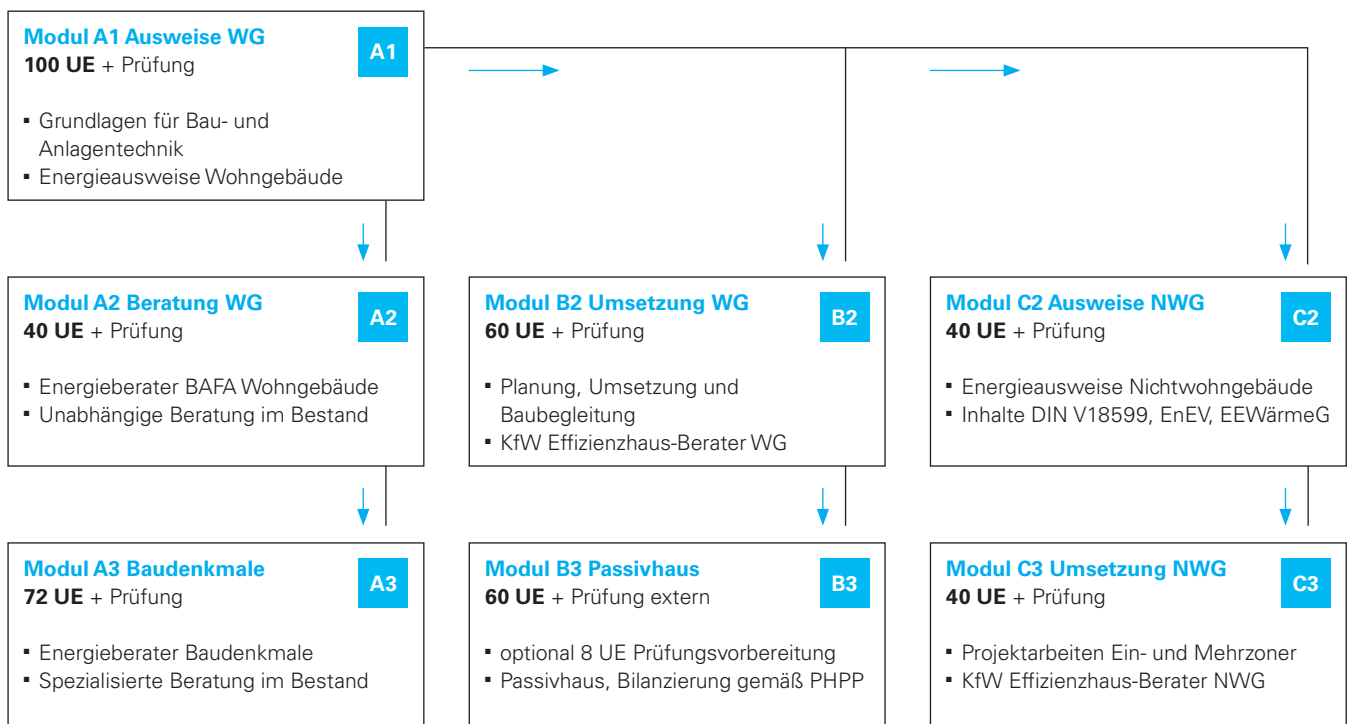 Modul A1 Ausweise WG
100 UE + Prüfung
A1
▪ Grundlagen für Bau- und
Anlagentechnik
▪ Energieausweise Wohngebäude
Modul A2 Beratung WG
40 UE + Prüfung
A2
▪ Energieberater BAFA Wohngebäude
▪ Unabhängige Beratung im Bestand
Modul B2 Umsetzung WG
60 UE + Prüfung
B2
▪ Planung, Umsetzung und
Baubegleitung
▪ KfW Effizienzhaus-Berater WG
Modul C2 Ausweise NWG
40 UE + Prüfung
C2
▪ Energieausweise Nichtwohngebäude
▪ Inhalte DIN V18599, EnEV, EEWärmeG
Modul A3 Baudenkmale
72 UE + Prüfung
A3
▪ Energieberater Baudenkmale
▪ Spezialisierte Beratung im Bestand
Modul B3 Passivhaus
60 UE + Prüfung extern
B3
▪ optional 8 UE Prüfungsvorbereitung
▪ Passivhaus, Bilanzierung gemäß PHPP
Modul C3 Umsetzung NWG
40 UE + Prüfung
C3
▪ Projektarbeiten Ein- und Mehrzoner
▪ KfW Effizienzhaus-Berater NWG